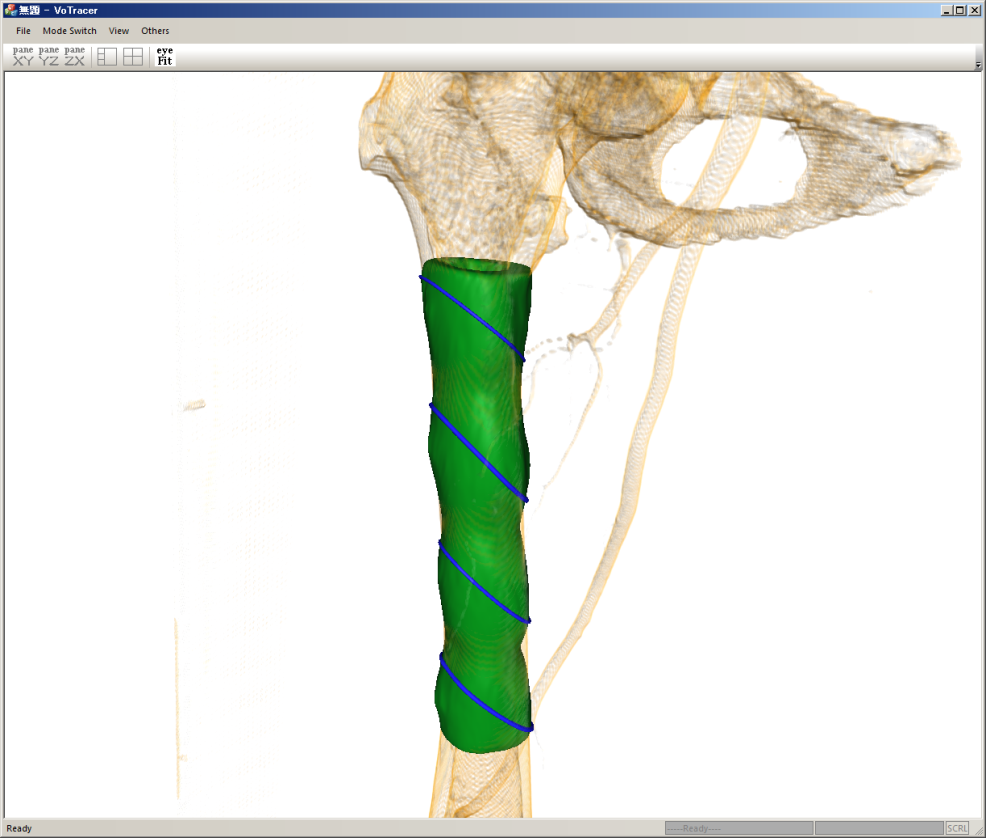 無題 - VoTracer
File Mode Switch View Others
pane XY pane YZ pane ZX eye Fit
Ready -----Ready---- SCRL